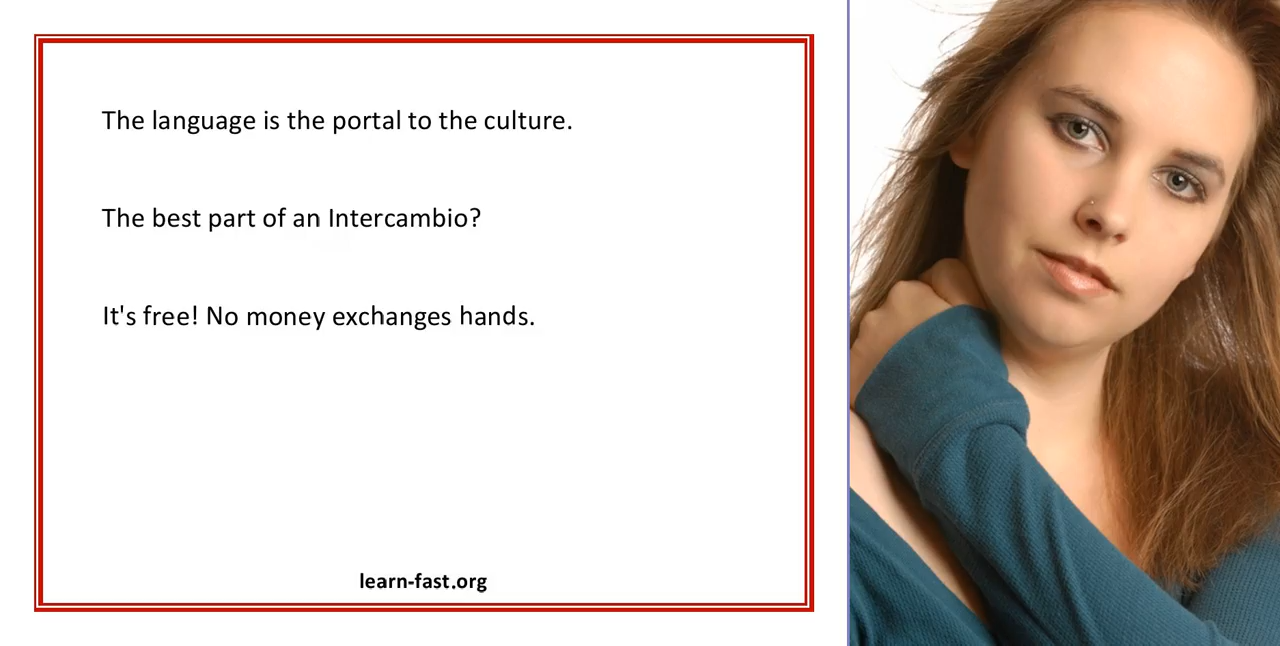 The language is the portal to the culture.
The best part of an Intercambio?
It's free! No money exchanges hands.
learn-fast.org